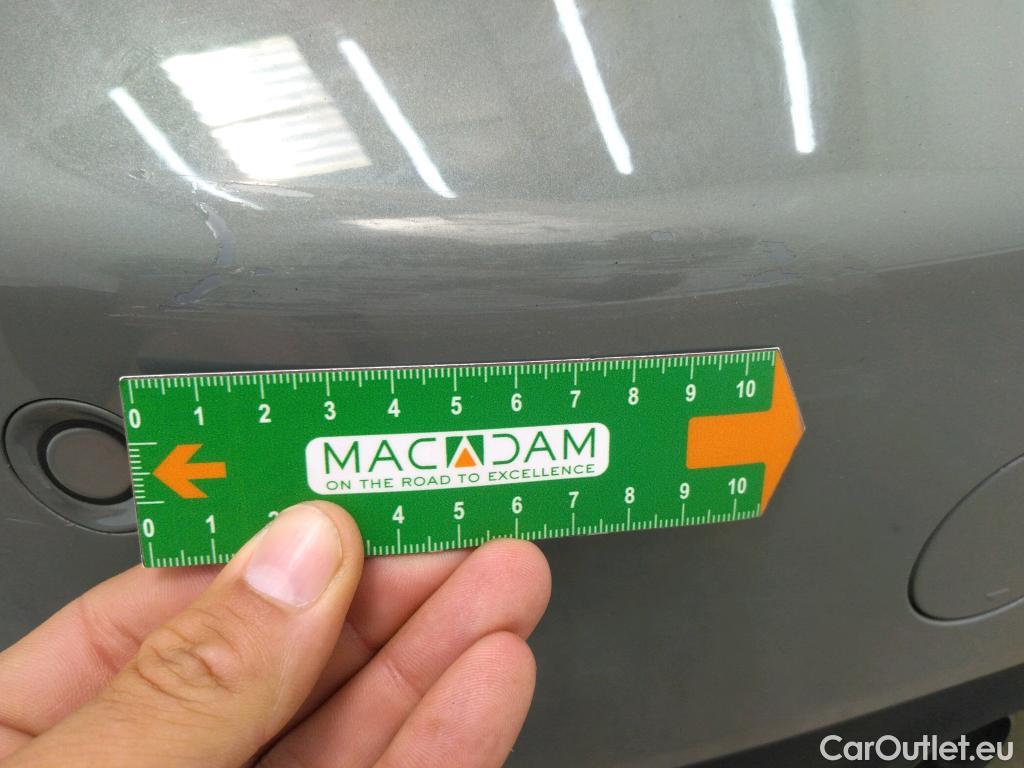 0 1 2 3 4 5 6 7 8 9 10
MACADAM
ON THE ROAD TO EXCELLENCE
0 1 2 4 5 6 7 8 9 10
CarOutlet.eu